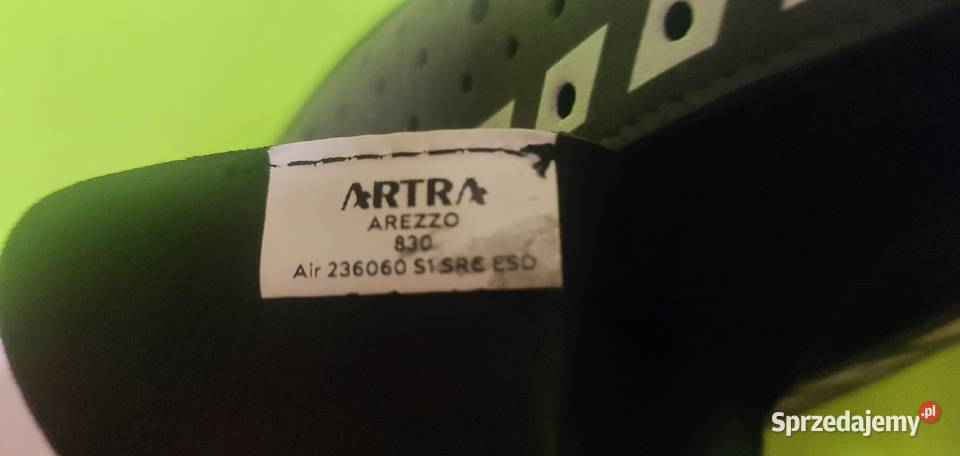 ARTRA
AREZZO
830
Air 236060 S1 SRC ESD
Sprzedajemy.pl